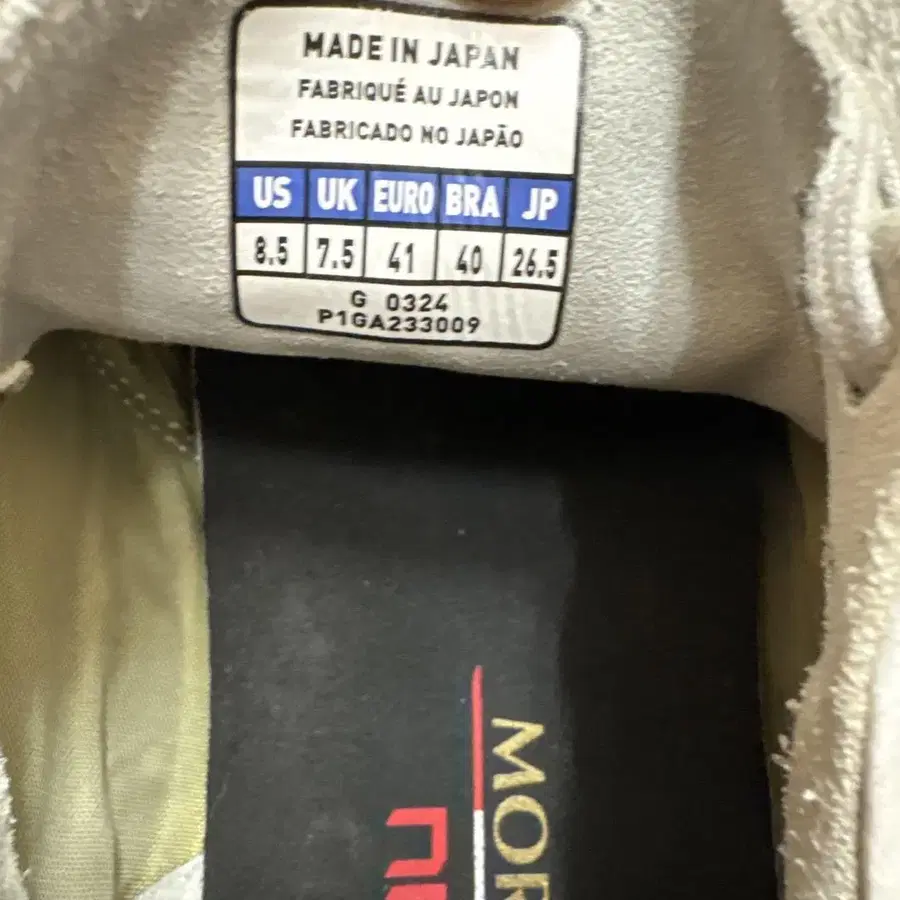 MADE IN JAPAN
FABRIQUÉ AU JAPON
FABRICADO NO JAPÃO
US UK EURO BRA JP
8.5 7.5 41 40 26.5
G 0324
P1GA233009
MOR